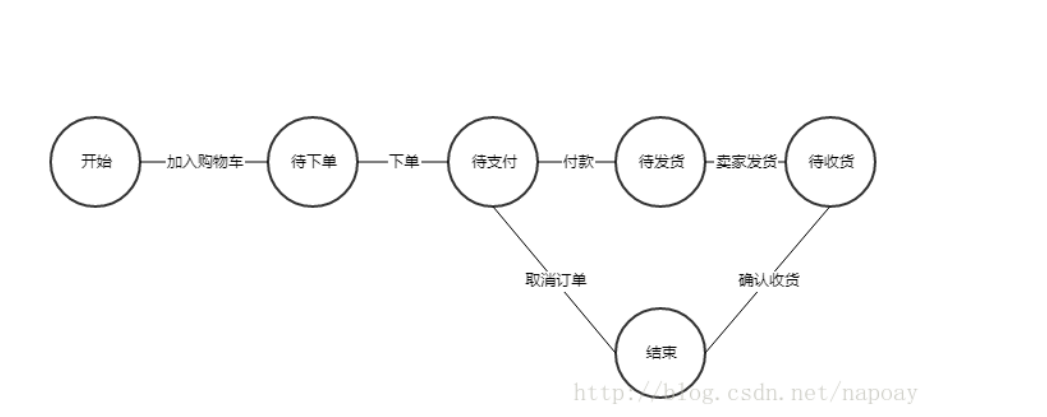 开始 加入购物车 待下单 下单 待支付 付款 待发货 卖家发货 待收货
取消订单 确认收货
结束
http://blog.csdn.net/napoay